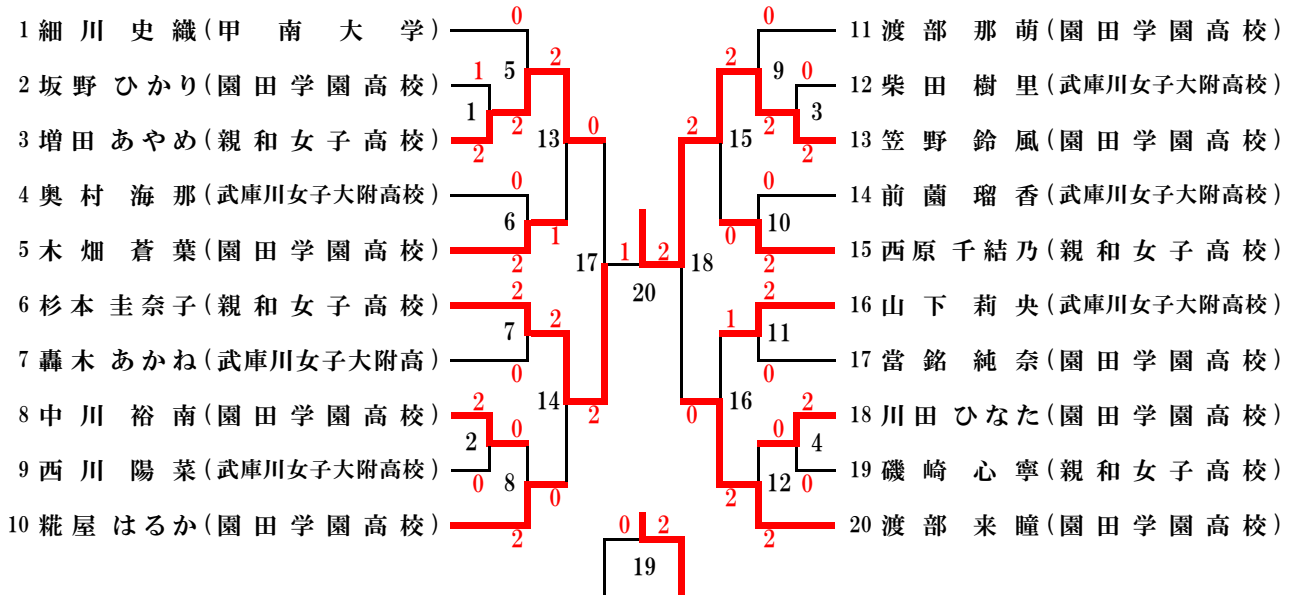 1 細川 史織(甲南大学)
2 坂野 ひかり(園田学園高校)
3 増田 あやめ(親和女子高校)
4 奥村 海那(武庫川女子大附高校)
5 木畑 蒼葉(園田学園高校)
6 杉本 圭奈子(親和女子高校)
7 轟木 あかね(武庫川女子大附高)
8 中川 裕南(園田学園高校)
9 西川 陽菜(武庫川女子大附高校)
10 糀屋 はるか(園田学園高校)
0
1
2
0
2
2
0
2
0
2
5
1
6
7
2
8
2
2
1
2
0
0
13
14
0
2
17
1
20
2
18
2
0
15
16
2
0
1
2
9
3
10
11
4
12
2
0
0
0
2
0
2
2
0
2
0
2
11 渡部 那萌(園田学園高校)
12 柴田 樹里(武庫川女子大附高校)
13 笠野 鈴風(園田学園高校)
14 前薗 瑠香(武庫川女子大附高校)
15 西原 千結乃(親和女子高校)
16 山下 莉央(武庫川女子大附高校)
17 當銘 純奈(園田学園高校)
18 川田 ひなた(園田学園高校)
19 磯崎 心寧(親和女子高校)
20 渡部 来瞳(園田学園高校)
0 2
19